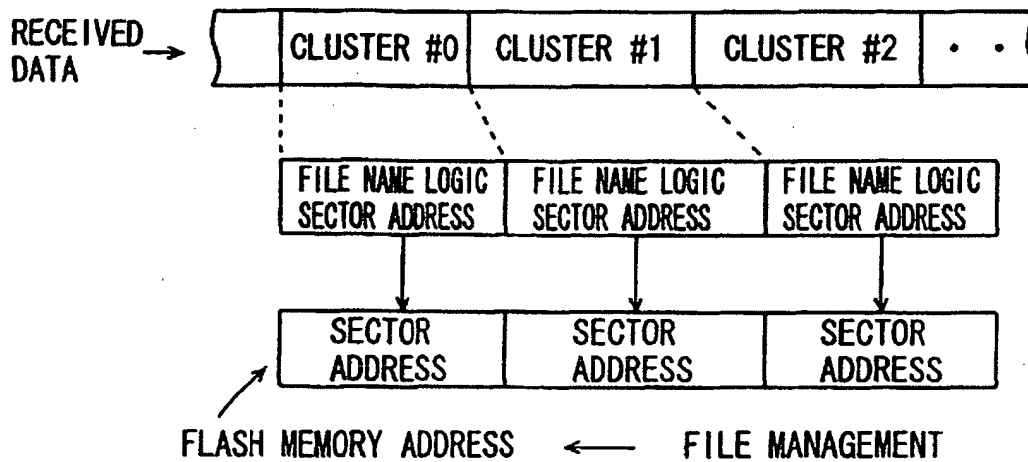 RECEIVED
DATA
CLUSTER #0 CLUSTER #1 CLUSTER #2 · ·
FILE NAME LOGIC FILE NAME LOGIC FILE NAME LOGIC
SECTOR ADDRESS SECTOR ADDRESS SECTOR ADDRESS
SECTOR SECTOR SECTOR
ADDRESS ADDRESS ADDRESS
FLASH MEMORY ADDRESS ← FILE MANAGEMENT